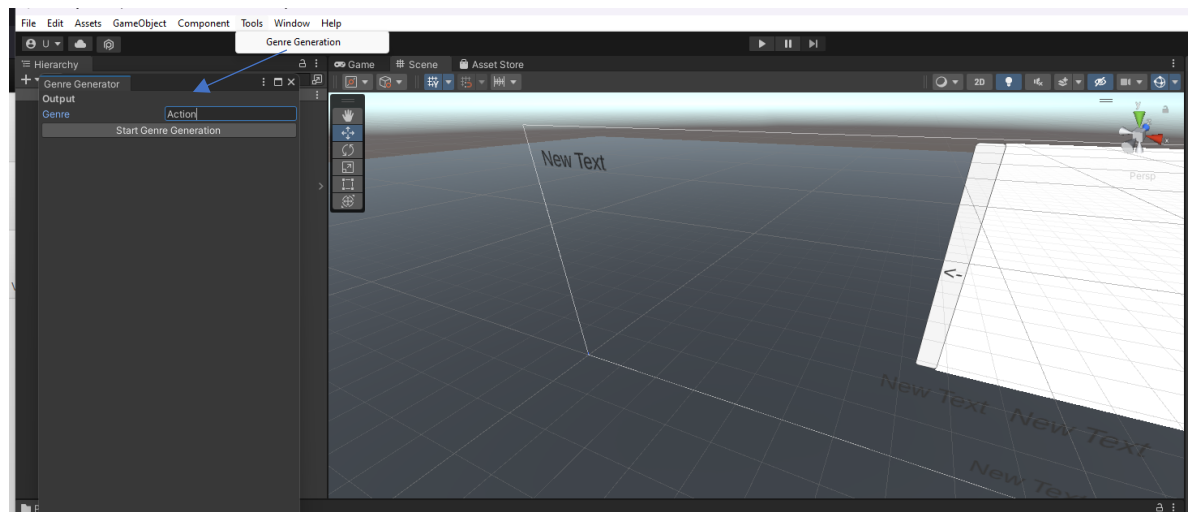 File Edit Assets GameObject Component Tools Window Help
Genre Generation
U
Hierarchy
Game # Scene Asset Store
Genre Generator
2D
Output
Genre Action
Start Genre Generation
y
New Text
Persp
<-
New Text New Text
New Text